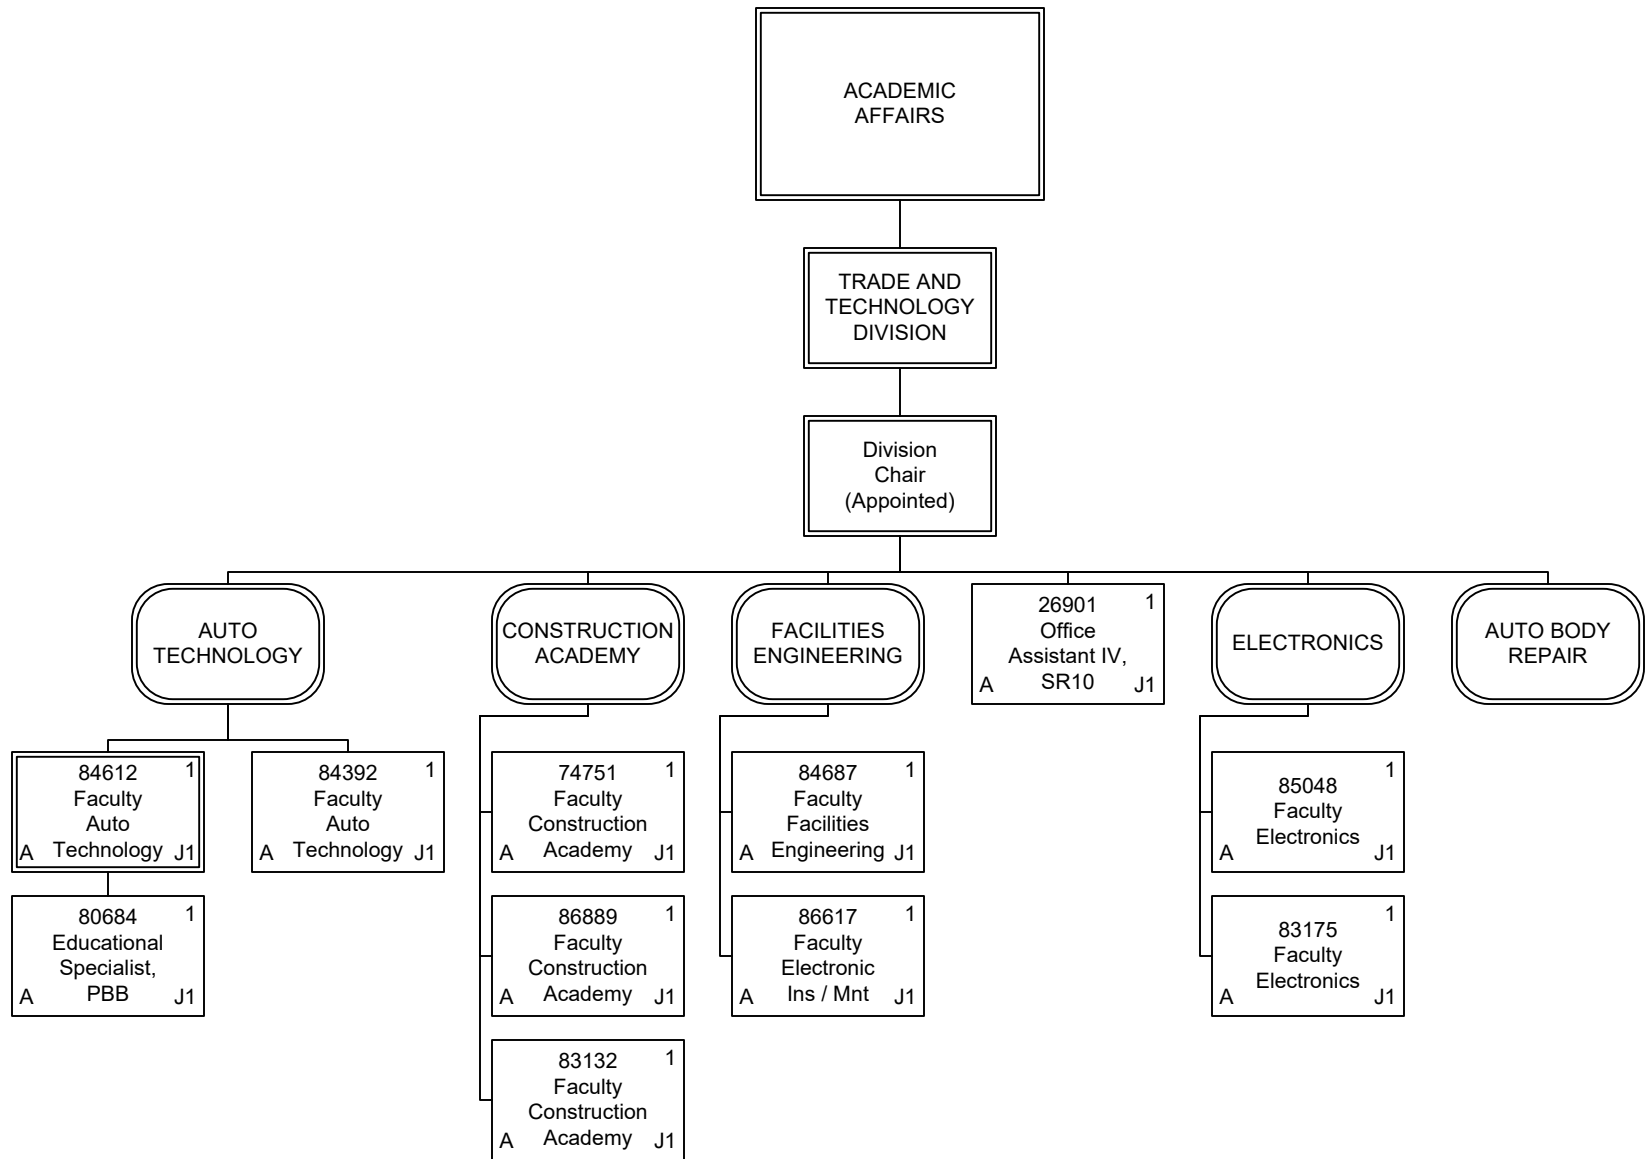 ACADEMIC
AFFAIRS
TRADE AND
TECHNOLOGY
DIVISION
Division
Chair
(Appointed)
AUTO
TECHNOLOGY
CONSTRUCTION
ACADEMY
FACILITIES
ENGINEERING
26901 1
Office
Assistant IV,
A SR10 J1
ELECTRONICS
AUTO BODY
REPAIR
84612 1
Faculty
Auto
A Technology J1
84392 1
Faculty
Auto
A Technology J1
74751 1
Faculty
Construction
A Academy J1
84687 1
Faculty
Facilities
A Engineering J1
85048 1
Faculty
Electronics
A J1
80684 1
Educational
Specialist,
A PBB J1
86889 1
Faculty
Construction
A Academy J1
86617 1
Faculty
Electronic
A Ins / Mnt J1
83175 1
Faculty
Electronics
A J1
83132 1
Faculty
Construction
A Academy J1